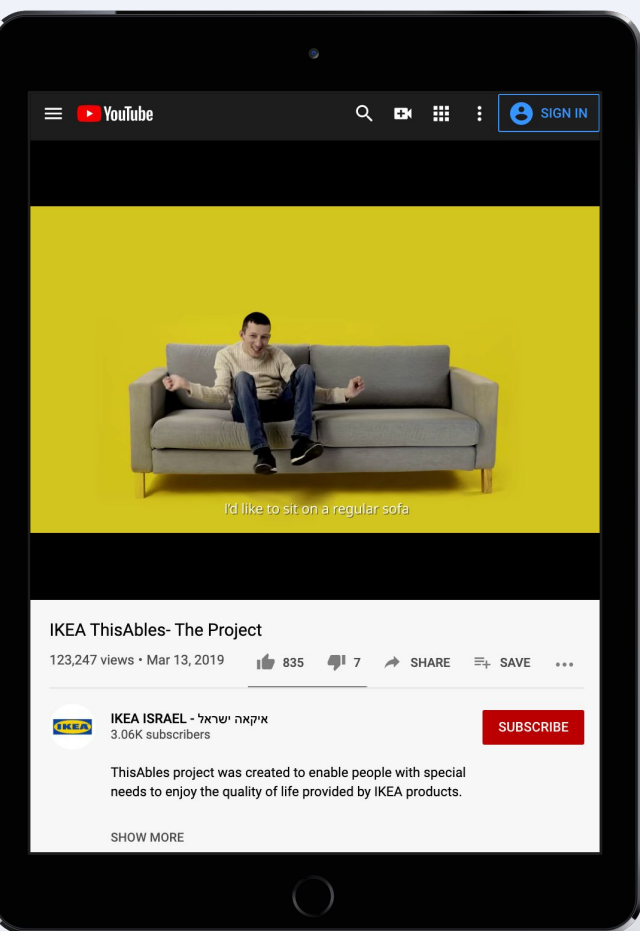 YouTube
SIGN IN
I'd like to sit on a regular sofa
IKEA ThisAbles- The Project
123,247 views • Mar 13, 2019 835 7 SHARE SAVE
IKEA
IKEA ISRAEL - איקאה ישראל
3.06K subscribers
SUBSCRIBE
ThisAbles project was created to enable people with special
needs to enjoy the quality of life provided by IKEA products.
SHOW MORE